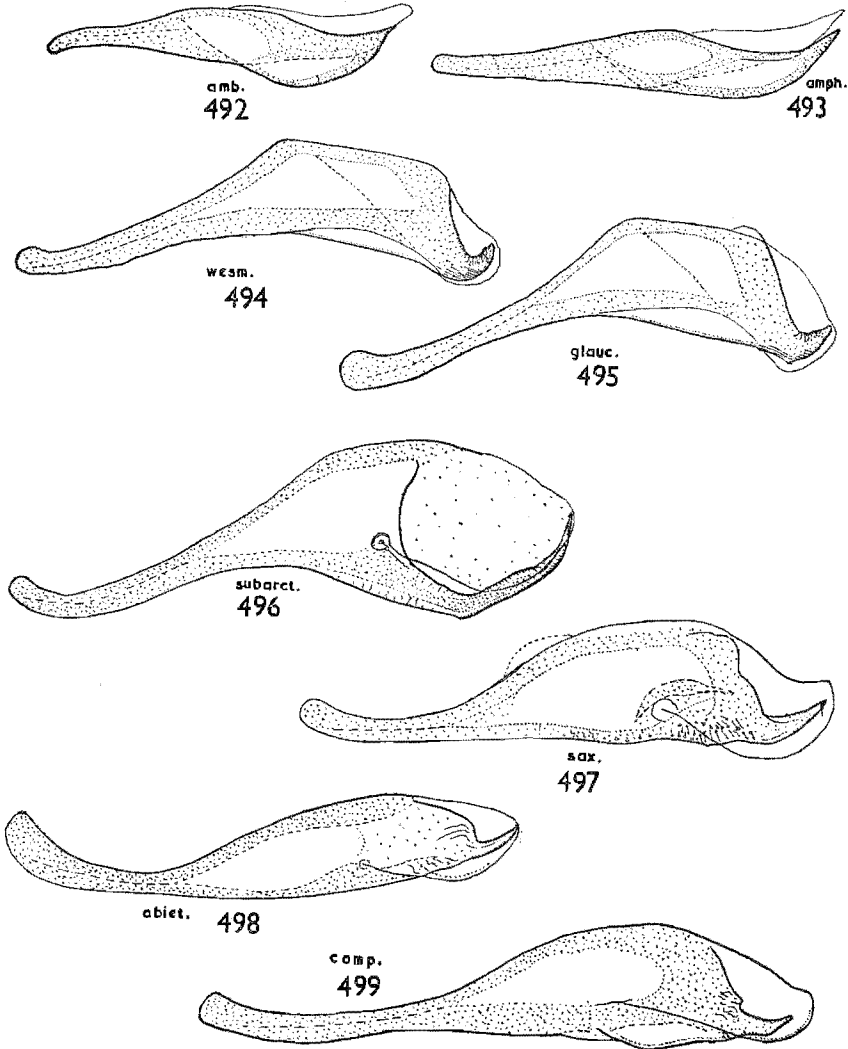 amb.
492
amph.
493
wesm.
494
glauc.
495
subarct.
496
sax.
497
abiet.
498
comp.
499